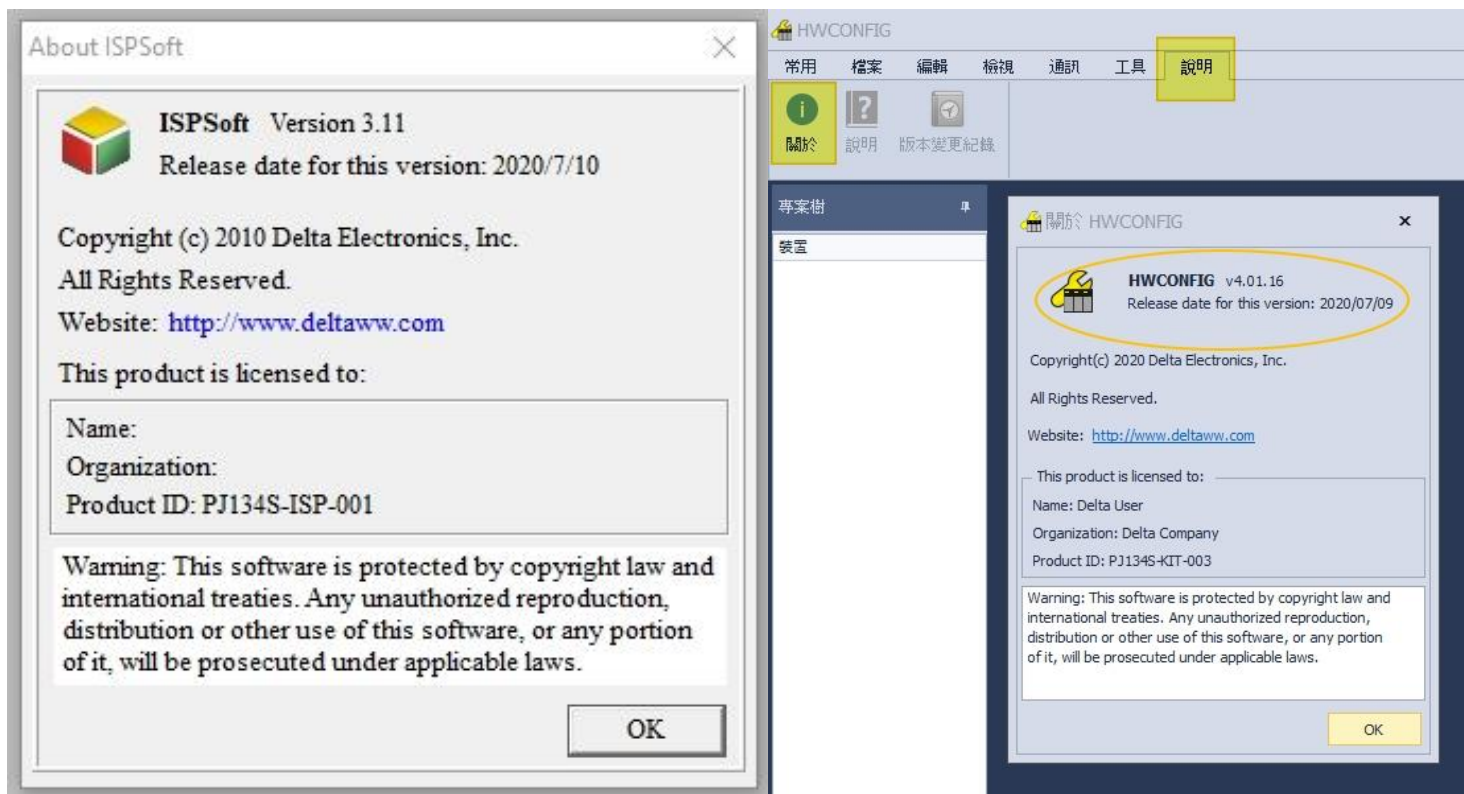 About ISPSoft
ISPSoft Version 3.11
Release date for this version: 2020/7/10
Copyright (c) 2010 Delta Electronics, Inc.
All Rights Reserved.
Website: http://www.deltaww.com
This product is licensed to:
Name:
Organization:
Product ID: PJ134S-ISP-001
Warning: This software is protected by copyright law and
international treaties. Any unauthorized reproduction,
distribution or other use of this software, or any portion
of it, will be prosecuted under applicable laws.
OK
HWCONFIG
常用 檔案 編輯 檢視 通訊 工具 說明
關於 說明 版本變更紀錄
專案樹
裝置
關於 HWCONFIG
HWCONFIG v4.01.16
Release date for this version: 2020/07/09
Copyright(c) 2020 Delta Electronics, Inc.
All Rights Reserved.
Website: http://www.deltaww.com
This product is licensed to:
Name: Delta User
Organization: Delta Company
Product ID: PJ134S-KIT-003
Warning: This software is protected by copyright law and
international treaties. Any unauthorized reproduction,
distribution or other use of this software, or any portion
of it, will be prosecuted under applicable laws.
OK